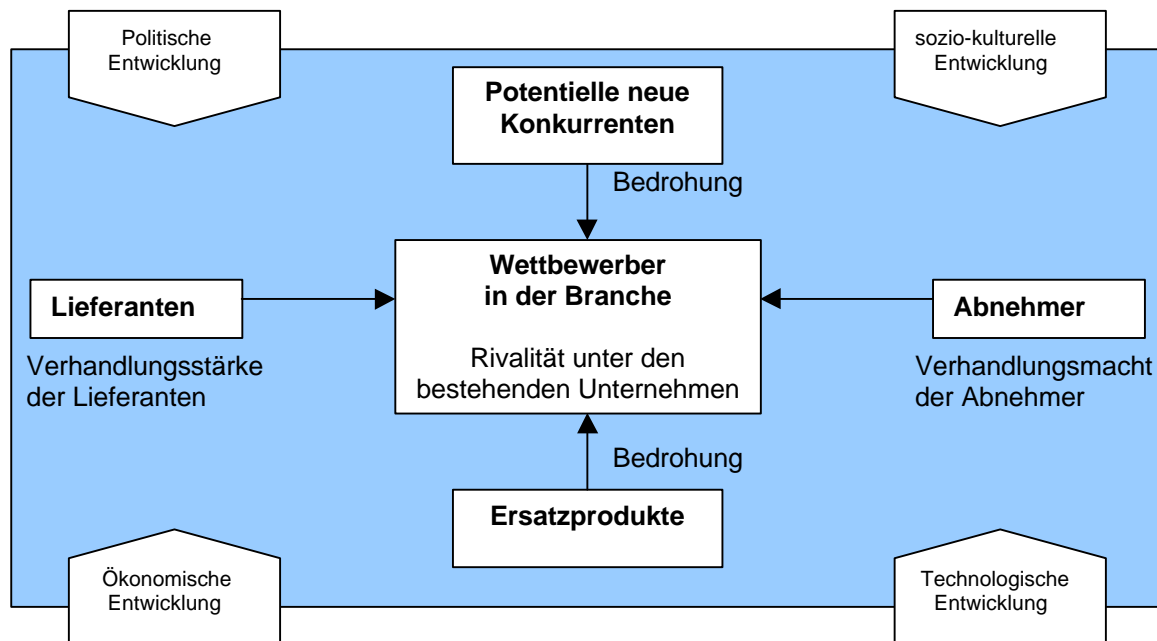 Politische
Entwicklung
sozio-kulturelle
Entwicklung
Potentielle neue
Konkurrenten
Bedrohung
Wettbewerber
in der Branche
Rivalität unter den
bestehenden Unternehmen
Lieferanten
Verhandlungsstärke
der Lieferanten
Abnehmer
Verhandlungsmacht
der Abnehmer
Bedrohung
Ersatzprodukte
Ökonomische
Entwicklung
Technologische
Entwicklung